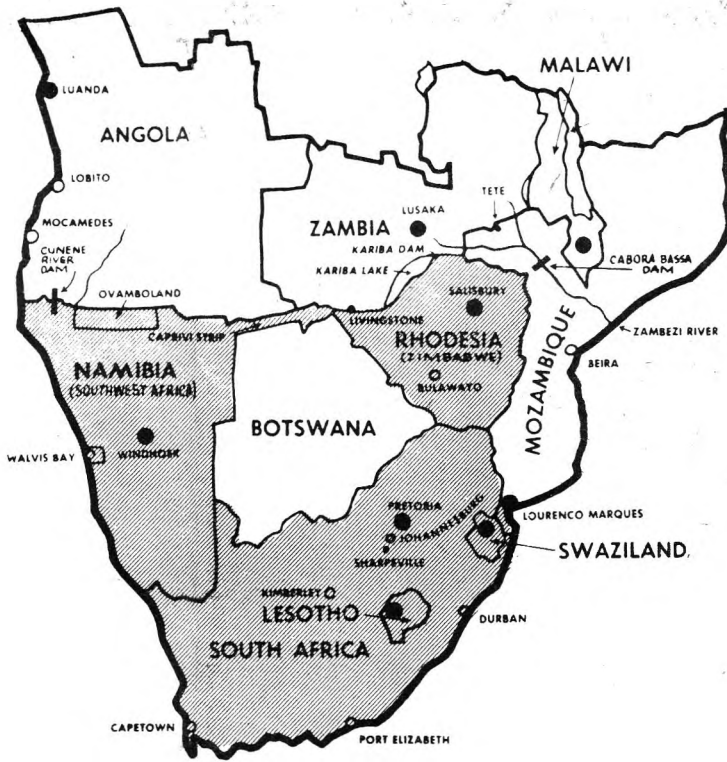 MALAWI
LUANDA
ANGOLA
LOBITO
TETE
LUSAKA
ZAMBIA
MOCAMEDES
KARIBA DAM
CUNENE
RIVER
DAM
CABORA BASSA
DAM
KARIBA LAKE
OVAMBOLAND
SALISBURY
LIVINGSTONE
CAPRIVI STRIP
ZAMBEZI RIVER
RHODESIA
(ZIMBABWE)
NAMIBIA
(SOUTHWEST AFRICA)
BEIRA
BULAWAYO
MOZAMBIQUE
BOTSWANA
WALVIS BAY
WINDHOEK
PRETORIA
LOURENCO MARQUES
JOHANNESBURG
SWAZILAND
SHARPEVILLE
KIMBERLEY
LESOTHO
DURBAN
SOUTH AFRICA
CAPETOWN
PORT ELIZABETH